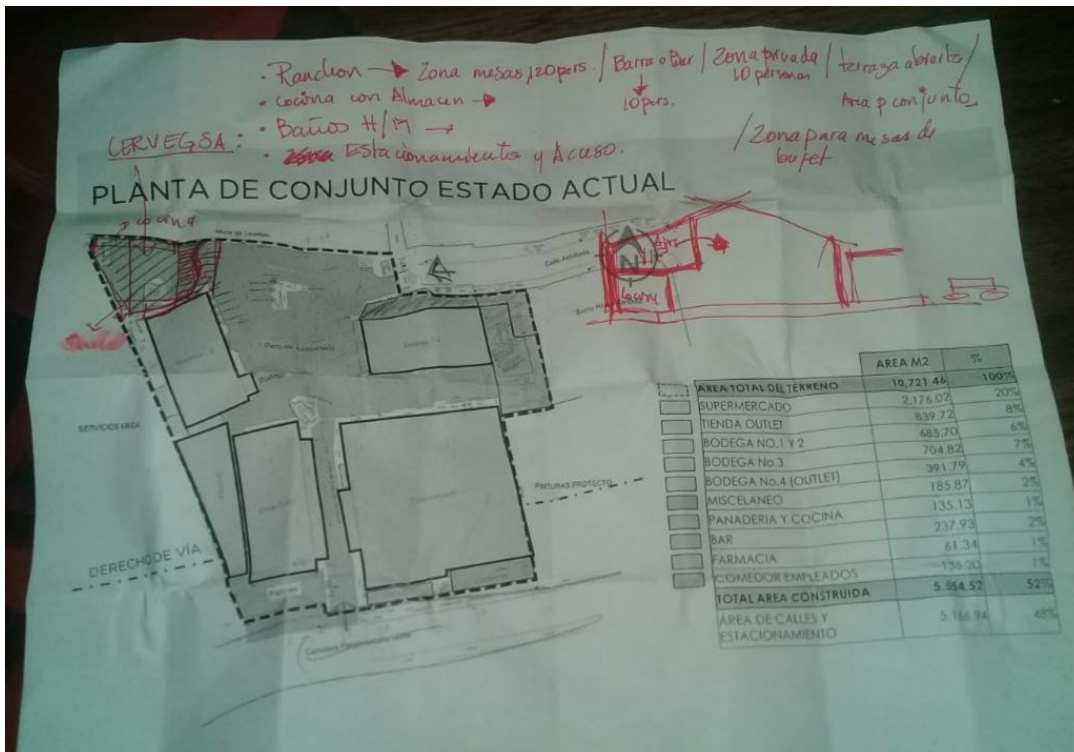 • Ranchon → Zona mesas 120 pers. / Barra o Bar / Zona privada / terraza abierta /
10 pers. 10 personas Area p conjunto
• Cocina con Almacen →
CERVEGSA: • Baños H/M → / Zona para mesas de bufet
• Estacionamiento y Acceso.
PLANTA DE CONJUNTO ESTADO ACTUAL
cocina
N
SERVICIOS MESA
PINTURAS PROTECTO
DERECHO DE VÍA
AREA M2 %
AREA TOTAL DEL TERRENO 10,721.46 100%
SUPERMERCADO 2,176.02 20%
TIENDA OUTLET 839.72 8%
BODEGA NO.1 Y 2 685.70 6%
BODEGA No.3 704.82 7%
BODEGA No.4 (OUTLET) 391.79 4%
MISCELANEO 185.87 2%
PANADERIA Y COCINA 135.13 1%
BAR 237.93 2%
FARMACIA 61.34 1%
COMEDOR EMPLEADOS 136.20 1%
TOTAL AREA CONSTRUIDA 5,554.52 52%
ÁREA DE CALLES Y ESTACIONAMIENTO 5,166.94 48%